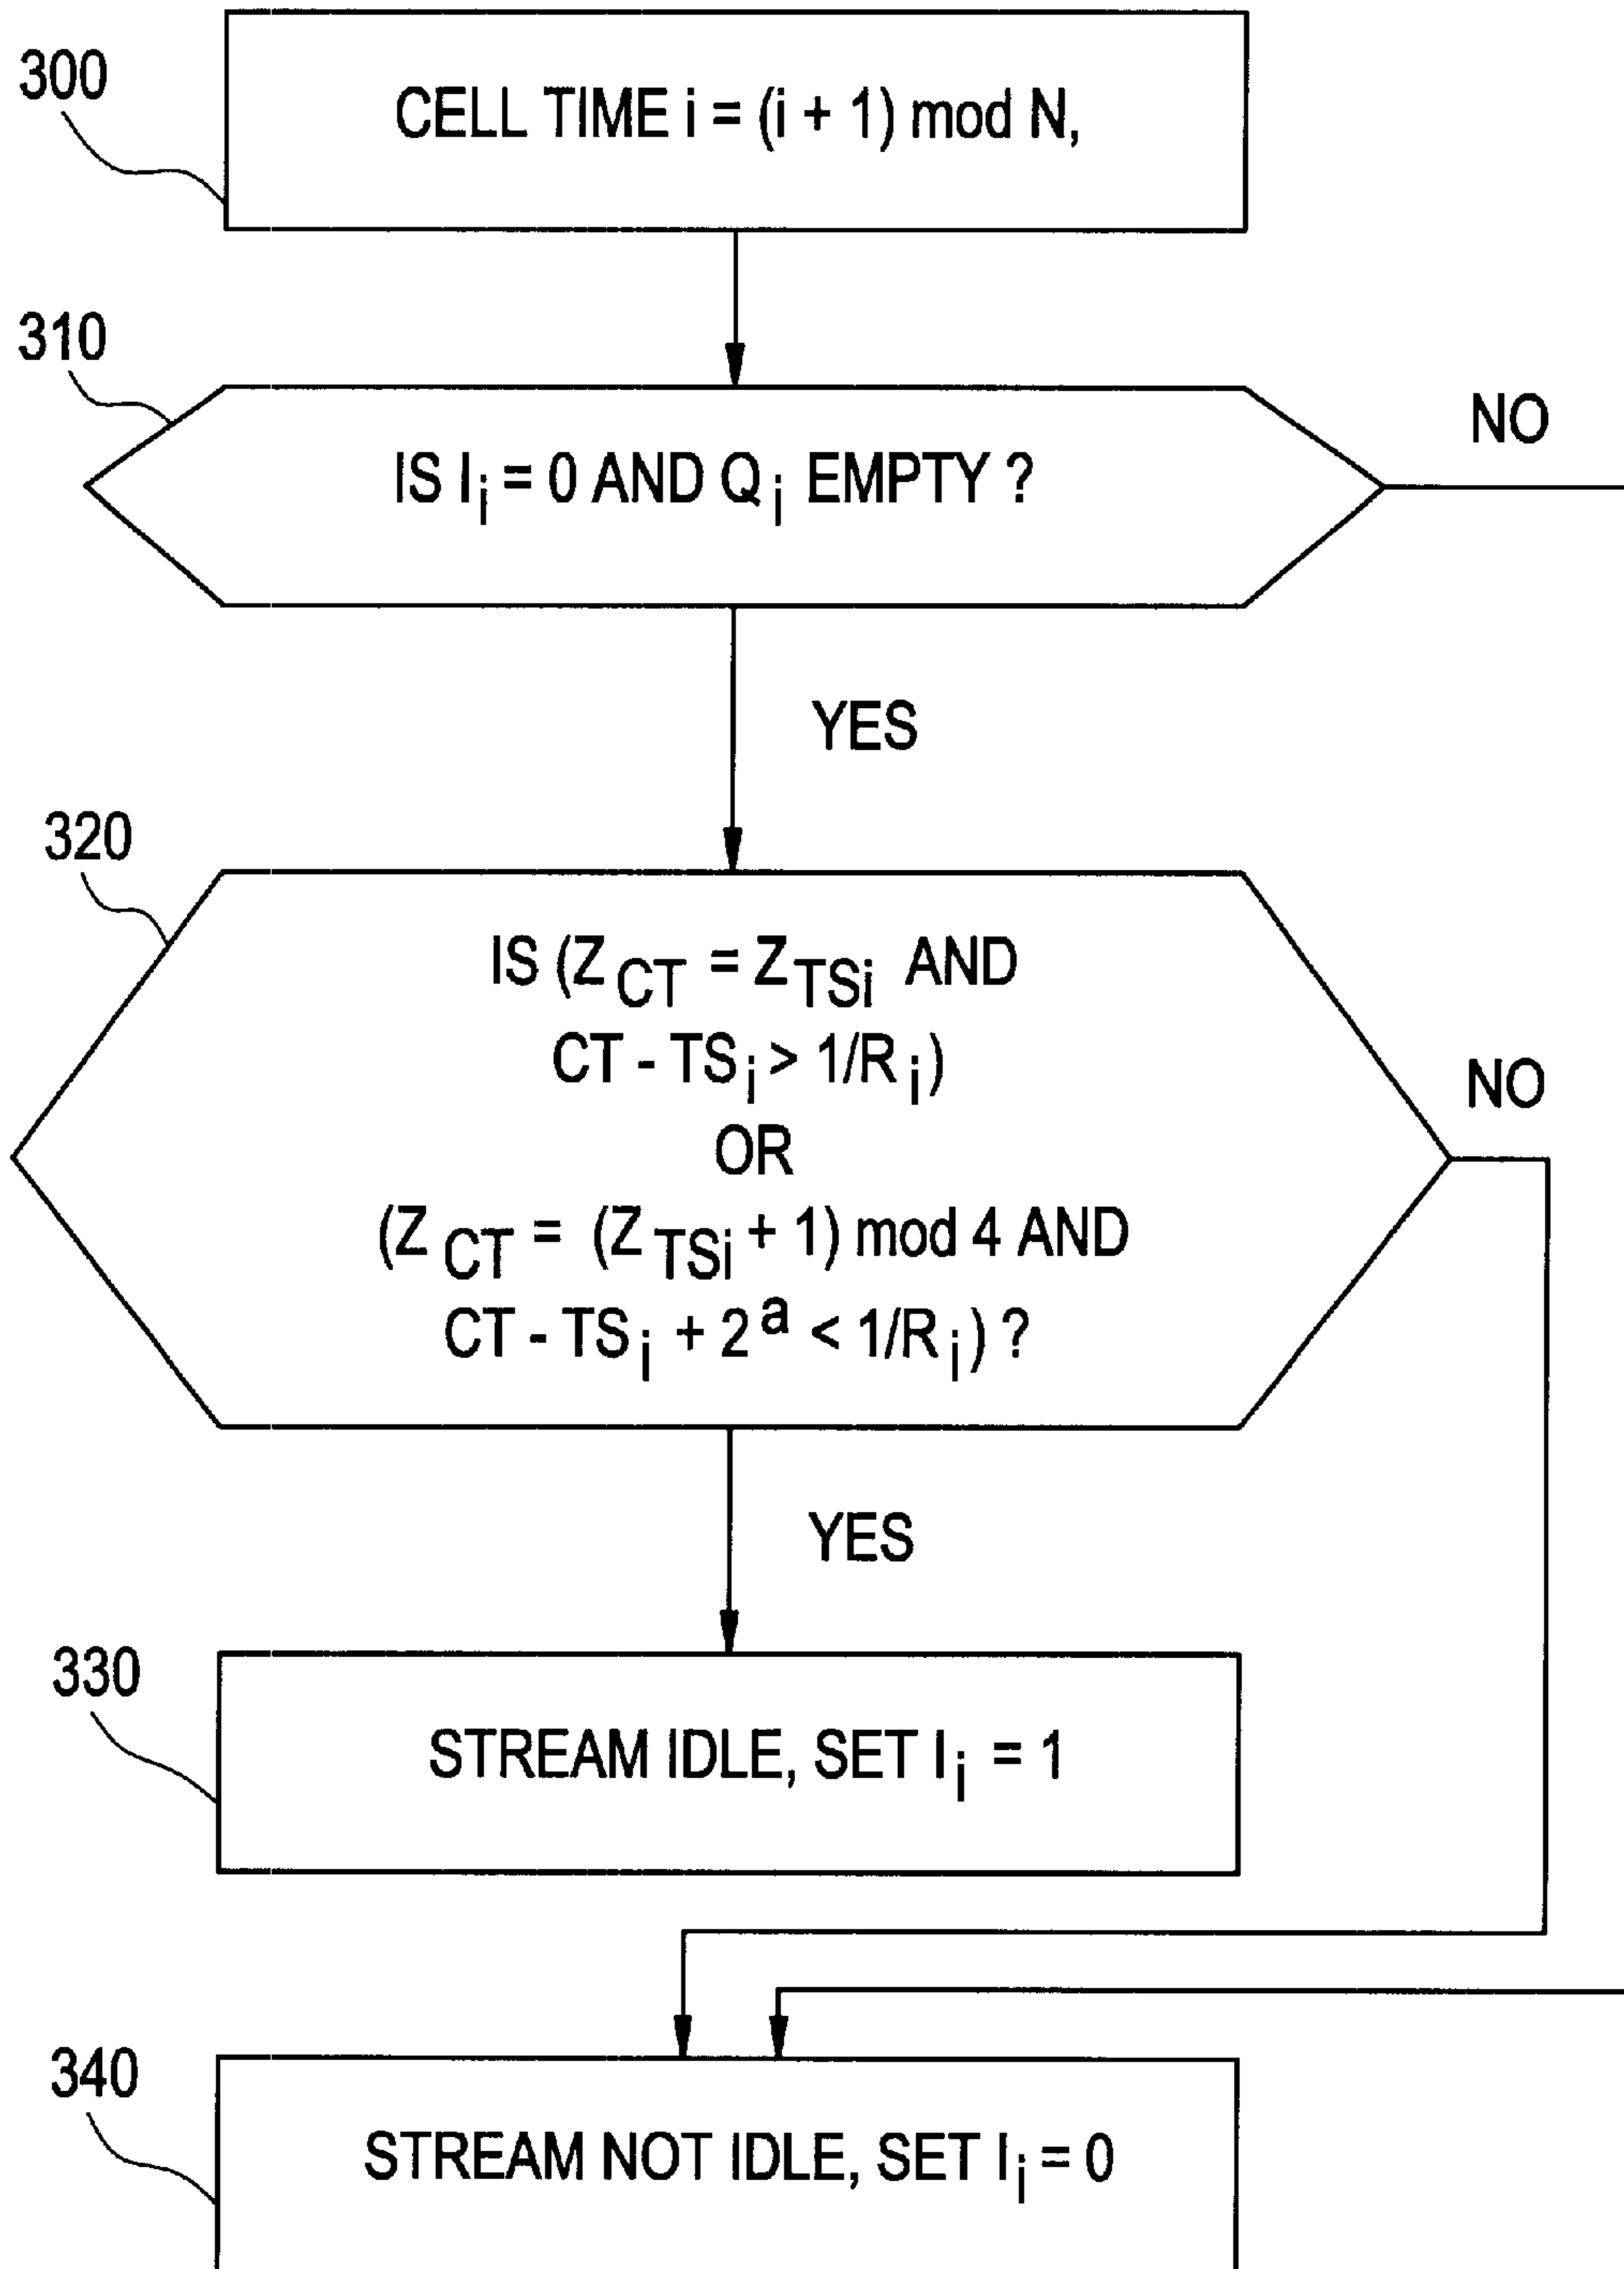 300
CELL TIME i = (i + 1) mod N,
310
IS I_i = 0 AND Q_i EMPTY ?
NO
YES
320
IS (Z_CT = Z_TSi AND
CT - TS_i > 1/R_i)
OR
(Z_CT = (Z_TSi + 1) mod 4 AND
CT - TS_i + 2^a < 1/R_i) ?
NO
YES
330
STREAM IDLE, SET I_i = 1
340
STREAM NOT IDLE, SET I_i = 0